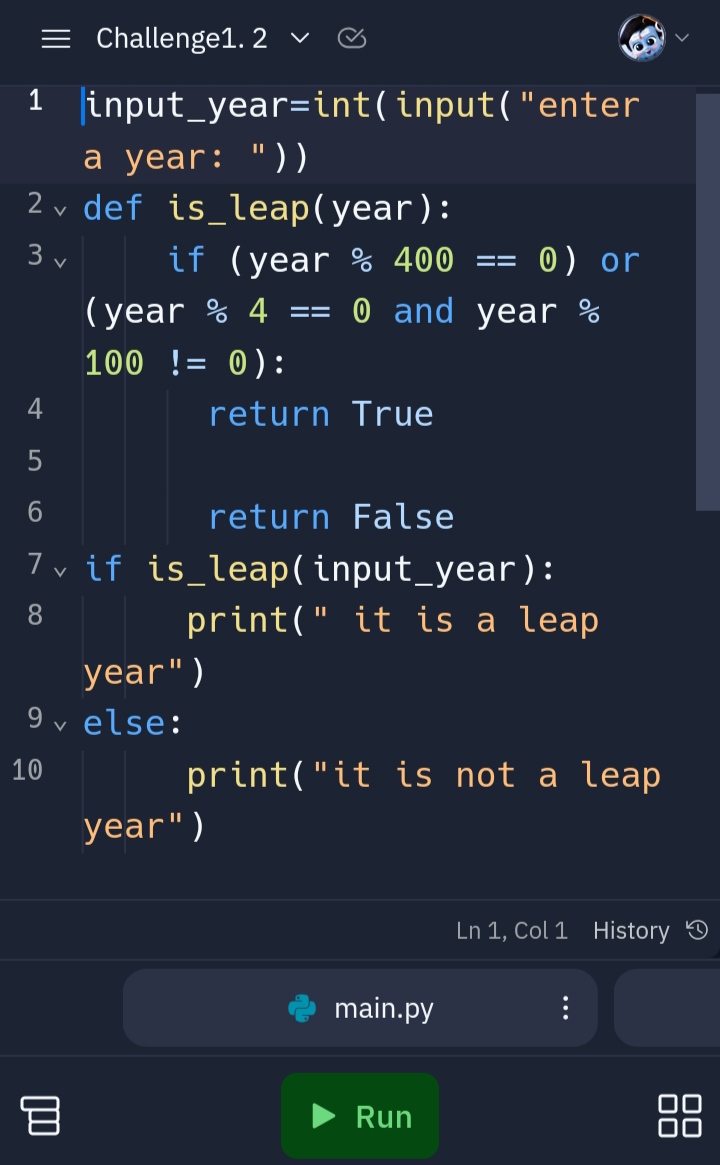 Challenge1. 2
1 input_year=int(input("enter
a year: "))
2 def is_leap(year):
3 if (year % 400 == 0) or
(year % 4 == 0 and year %
100 != 0):
4 return True
5
6 return False
7 if is_leap(input_year):
8 print(" it is a leap
year")
9 else:
10 print("it is not a leap
year")
Ln 1, Col 1 History
main.py
Run